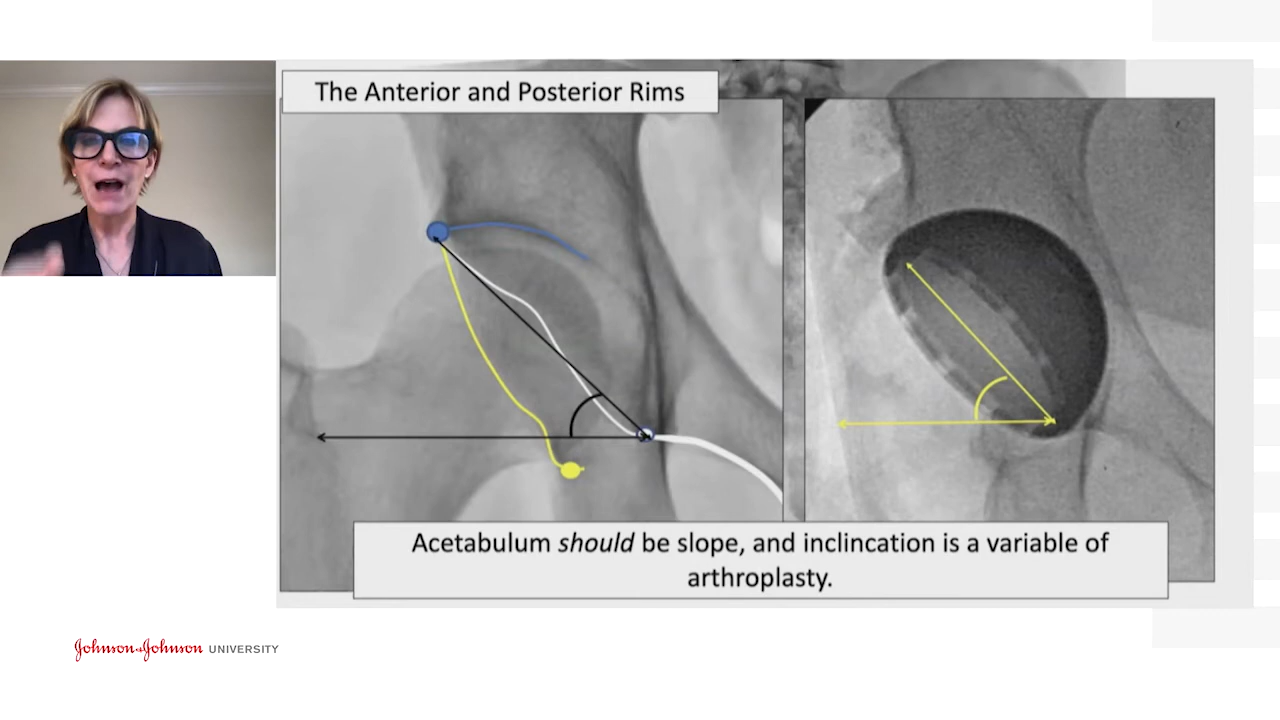 The Anterior and Posterior Rims
Acetabulum should be slope, and inclincation is a variable of
arthroplasty.
Johnson&Johnson UNIVERSITY